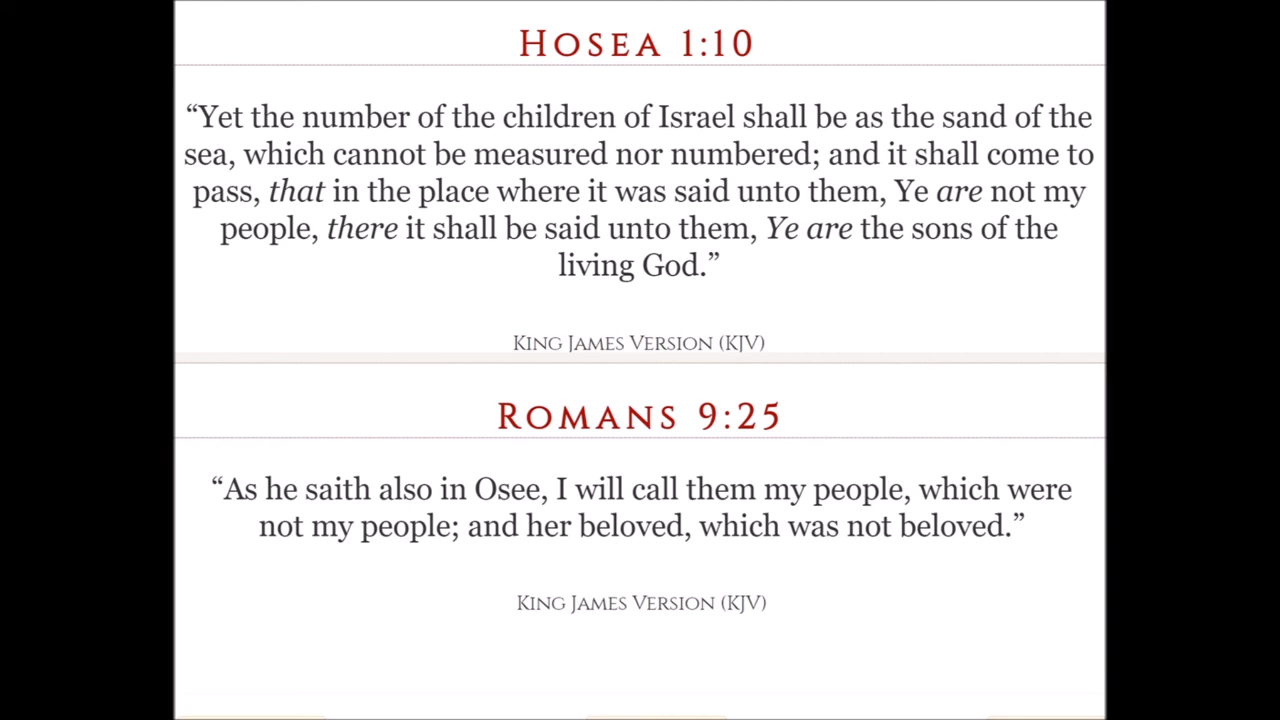 Hosea 1:10
“Yet the number of the children of Israel shall be as the sand of the
sea, which cannot be measured nor numbered; and it shall come to
pass, that in the place where it was said unto them, Ye are not my
people, there it shall be said unto them, Ye are the sons of the
living God.”
King James Version (KJV)
Romans 9:25
“As he saith also in Osee, I will call them my people, which were
not my people; and her beloved, which was not beloved.”
King James Version (KJV)